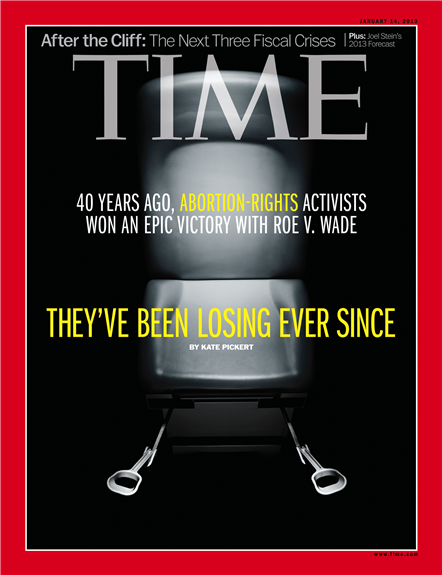 JANUARY 14, 2013
After the Cliff: The Next Three Fiscal Crises
Plus: Joel Stein's
2013 Forecast
TIME
40 YEARS AGO, ABORTION-RIGHTS ACTIVISTS
WON AN EPIC VICTORY WITH ROE V. WADE
THEY'VE BEEN LOSING EVER SINCE
BY KATE PICKERT
www.time.com